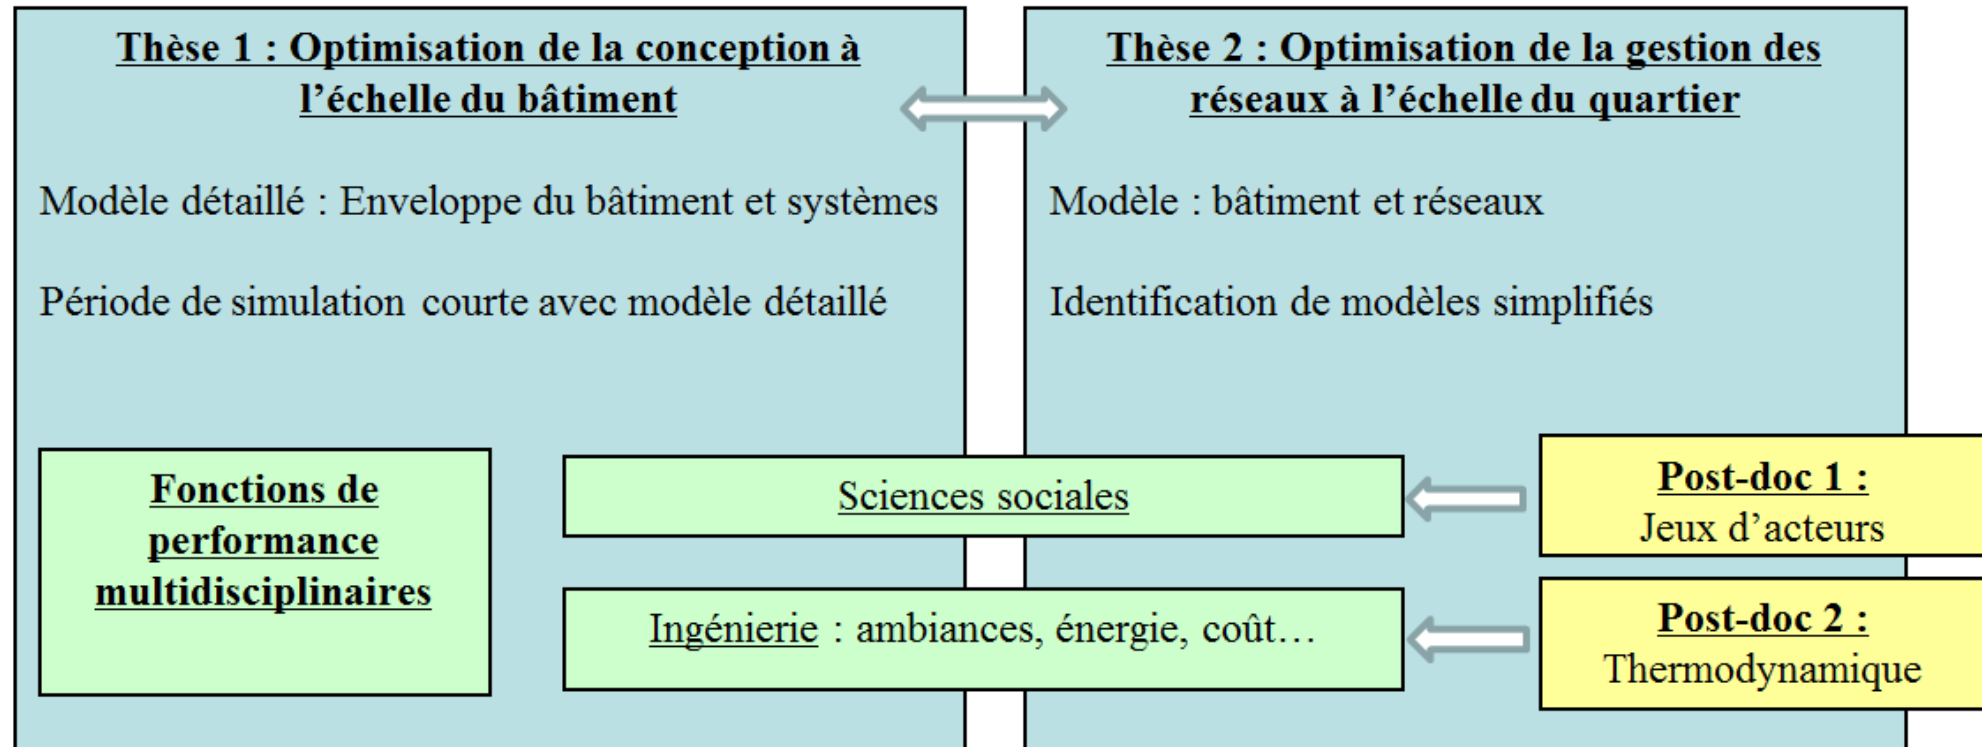 Thèse 1 : Optimisation de la conception à
l’échelle du bâtiment
Modèle détaillé : Enveloppe du bâtiment et systèmes
Période de simulation courte avec modèle détaillé
Thèse 2 : Optimisation de la gestion des
réseaux à l’échelle du quartier
Modèle : bâtiment et réseaux
Identification de modèles simplifiés
Fonctions de
performance
multidisciplinaires
Sciences sociales
Ingénierie : ambiances, énergie, coût…
Post-doc 1 :
Jeux d’acteurs
Post-doc 2 :
Thermodynamique